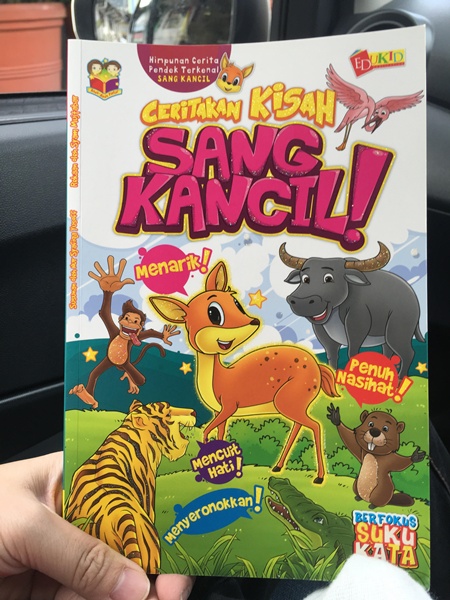 Himpunan Cerita
Pendek Terkenal
SANG KANCIL
EDUKID
CERITAKAN KISAH
SANG
KANCIL!
Menarik!
Penuh
Nasihat!
Mencuit
Hati!
Menyeronokkan!
BERFOKUS
SUKU
KATA